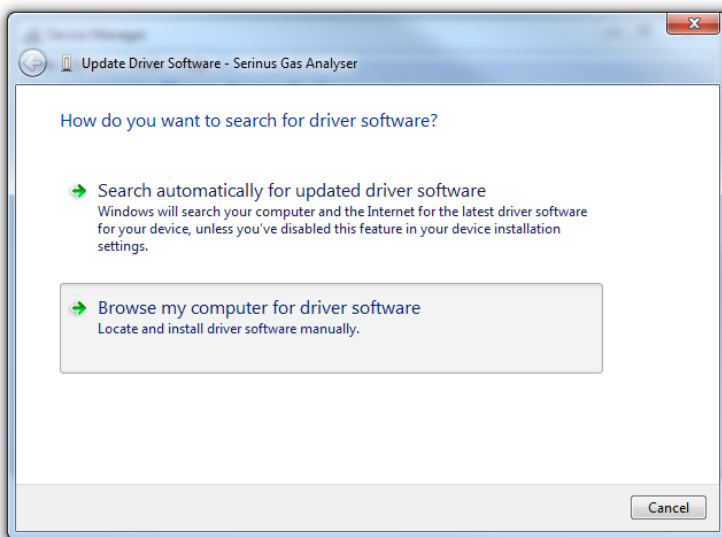 Device Manager
Update Driver Software - Serinus Gas Analyser
How do you want to search for driver software?
Search automatically for updated driver software
Windows will search your computer and the Internet for the latest driver software
for your device, unless you've disabled this feature in your device installation
settings.
Browse my computer for driver software
Locate and install driver software manually.
Cancel